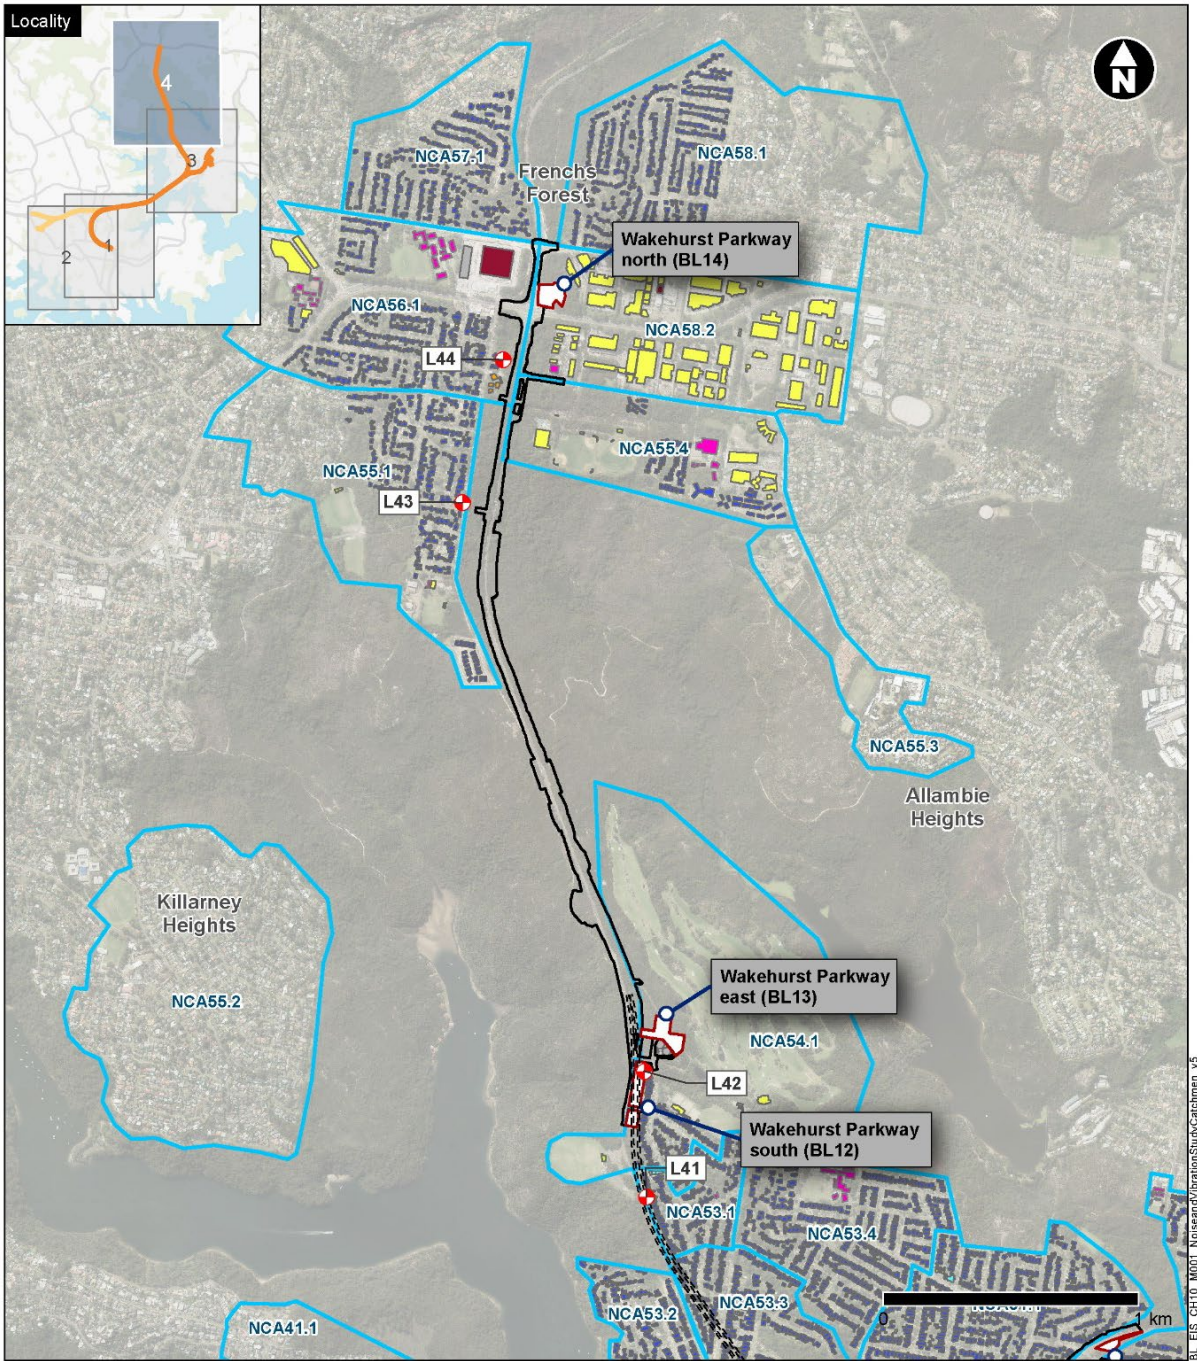 Locality
4
3
1
2
N
NCA57.1
NCA58.1
Frenchs
Forest
Wakehurst Parkway
north (BL14)
NCA56.1
NCA58.2
L44
NCA55.4
NCA55.1
L43
NCA55.3
Allambie
Heights
Killarney
Heights
NCA55.2
Wakehurst Parkway
east (BL13)
NCA54.1
L42
Wakehurst Parkway
south (BL12)
L41
NCA53.1
NCA53.4
NCA53.2
NCA53.3
NCA41.1
0
1 km
BL_EIS_CH10_M001_NoiseandVibrationStudyCatchmen_v5